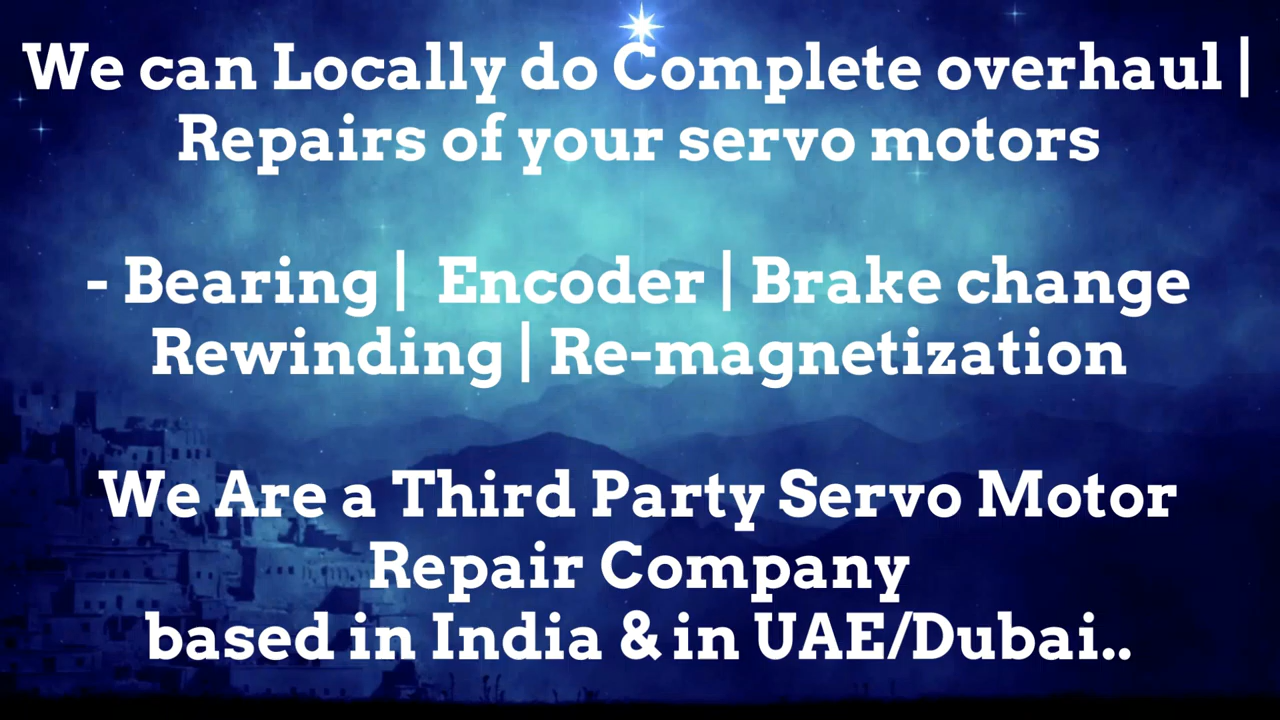 We can Locally do Complete overhaul |
Repairs of your servo motors
- Bearing | Encoder | Brake change
Rewinding | Re-magnetization
We Are a Third Party Servo Motor
Repair Company
based in India & in UAE/Dubai..